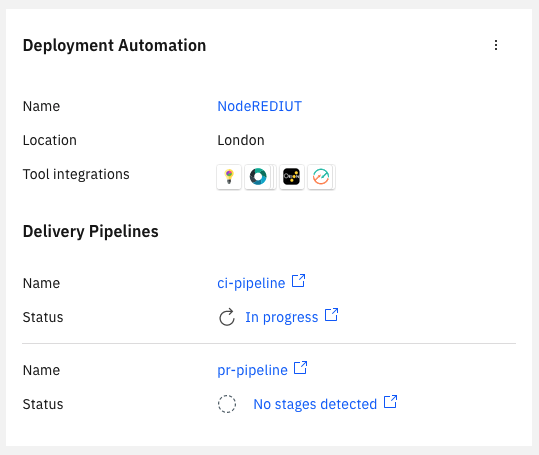 Deployment Automation
Name NodeREDIUT
Location London
Tool integrations
Delivery Pipelines
Name ci-pipeline
Status In progress
Name pr-pipeline
Status No stages detected